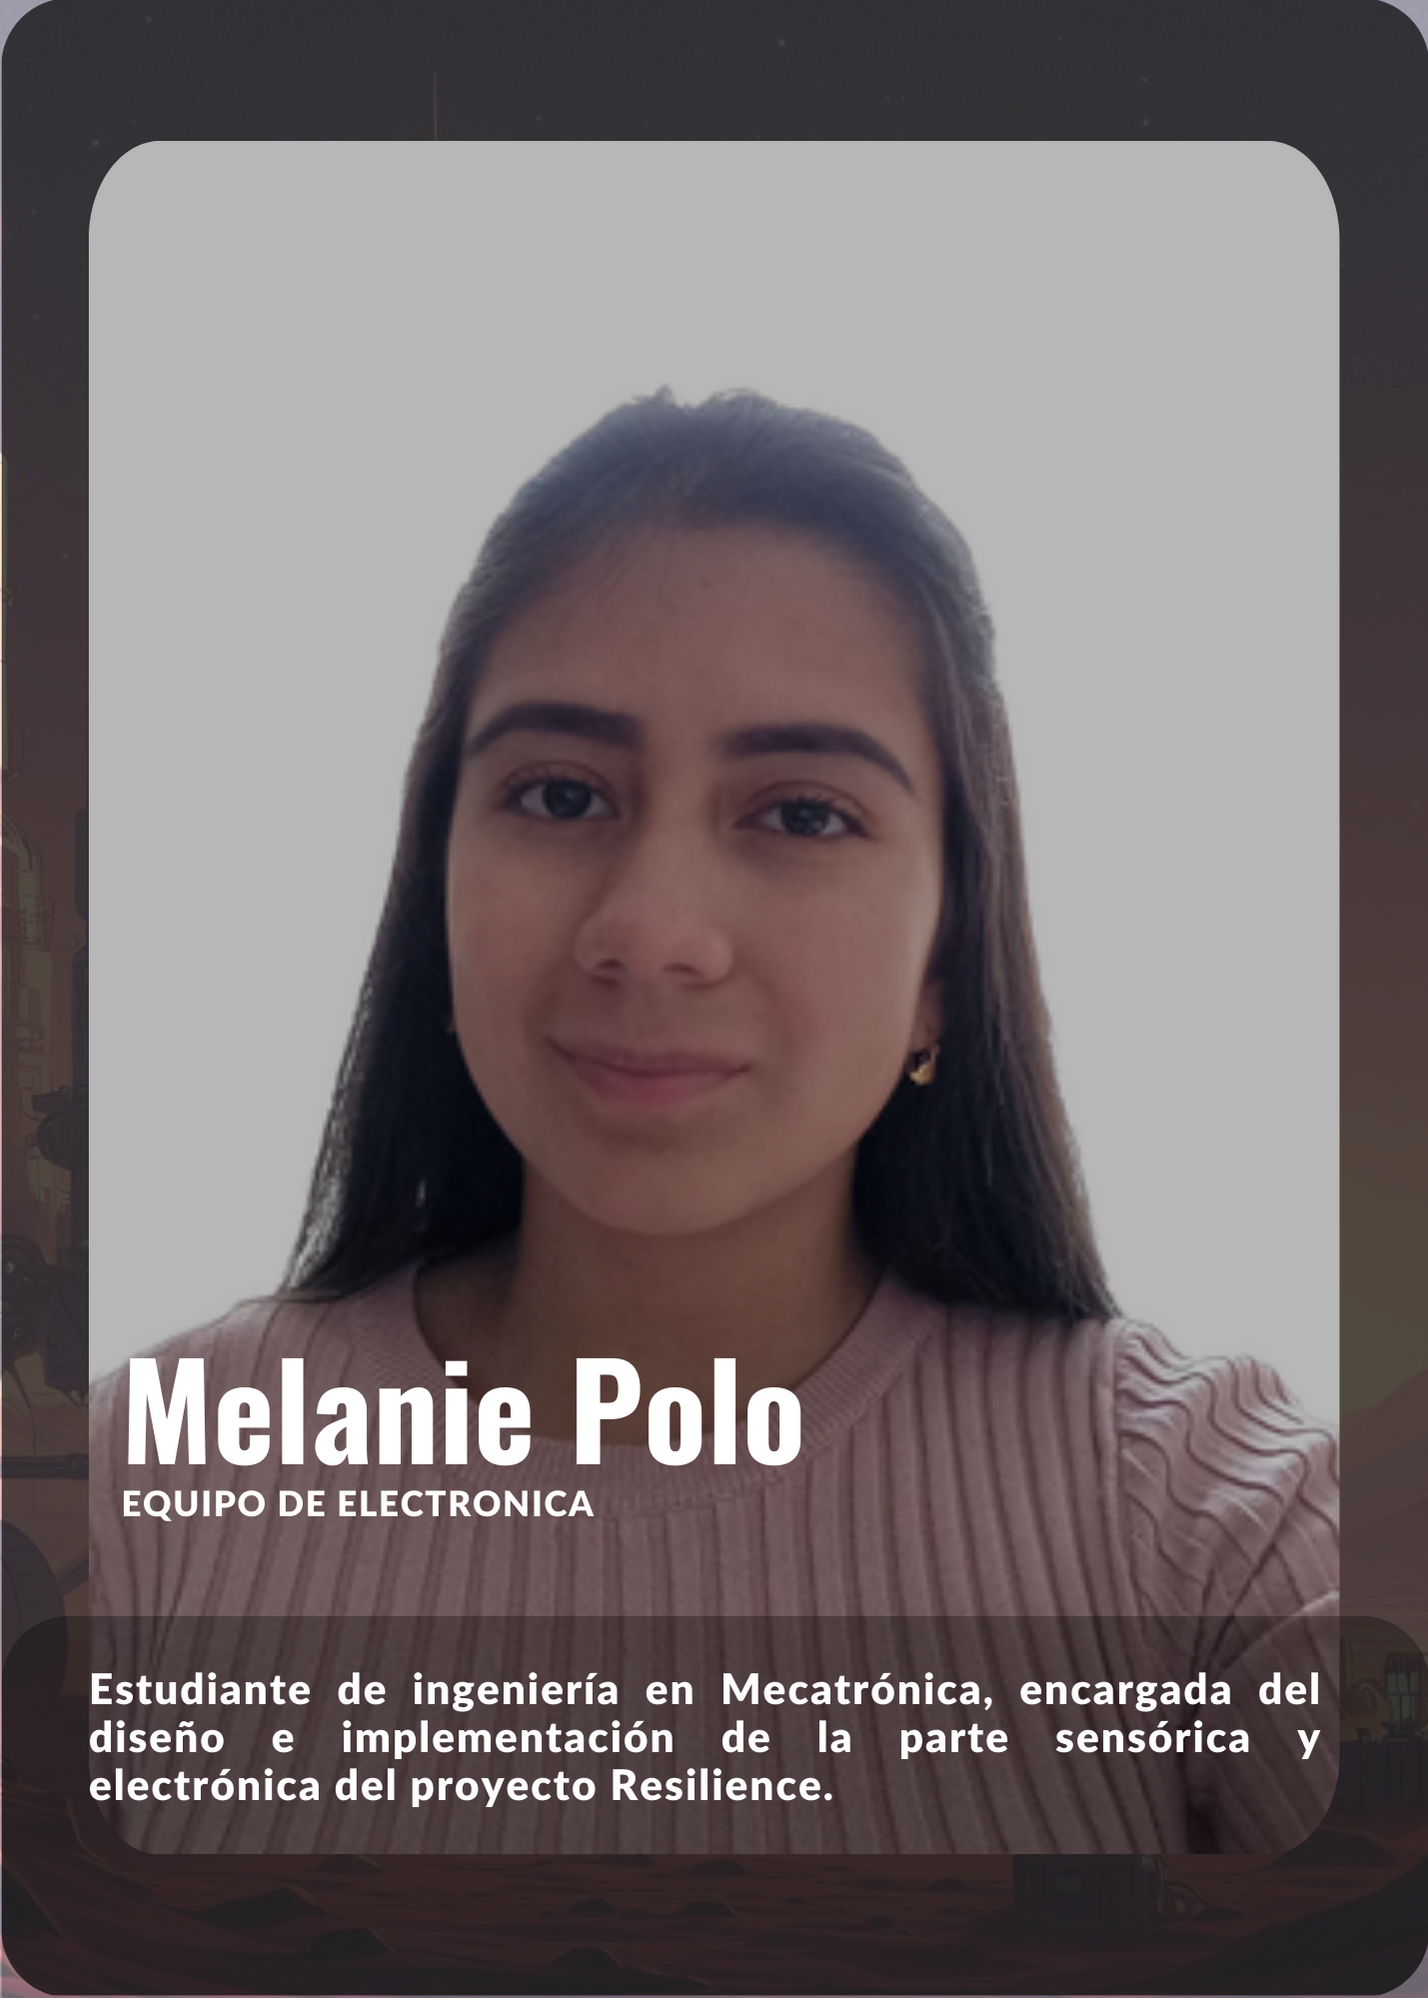 Melanie Polo
EQUIPO DE ELECTRONICA
Estudiante de ingeniería en Mecatrónica, encargada del
diseño e implementación de la parte sensórica y
electrónica del proyecto Resilience.